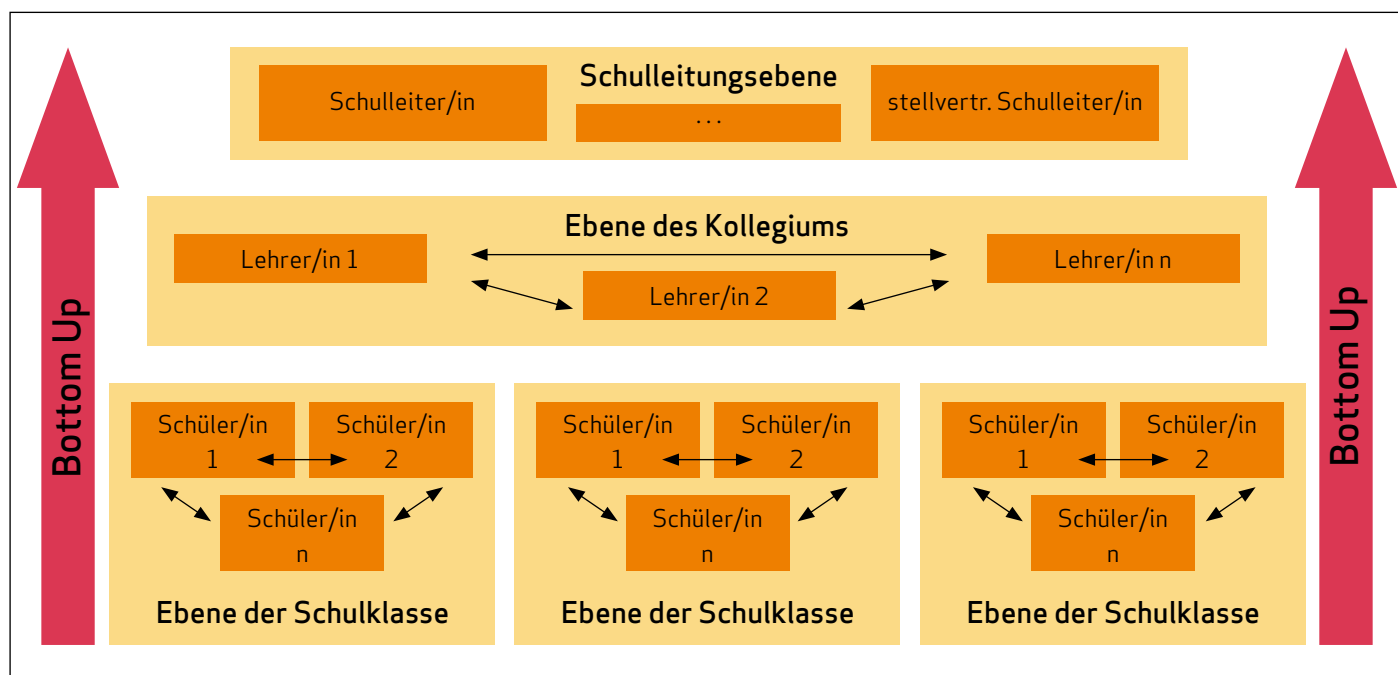 Schulleitungsebene
Schulleiter/in
...
stellvertr. Schulleiter/in
Ebene des Kollegiums
Lehrer/in 1
Lehrer/in 2
Lehrer/in n
Bottom Up
Bottom Up
Schüler/in
1
Schüler/in
2
Schüler/in
n
Ebene der Schulklasse
Schüler/in
1
Schüler/in
2
Schüler/in
n
Ebene der Schulklasse
Schüler/in
1
Schüler/in
2
Schüler/in
n
Ebene der Schulklasse